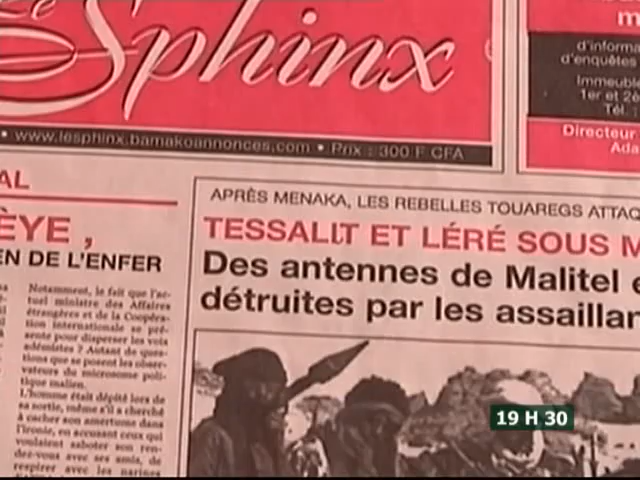 Le Sphinx
m
d'informa
d'enquêtes
Immeuble
1er et 2è
Tél.
Directeur
Ada
• www.lesphinx.bamakoannonces.com • Prix : 300 F CFA
AL
ÈYE ,
EN DE L'ENFER
Notamment, le fait que l'ac-
tuel ministre des Affaires
étrangères et de la Coopéra-
tion internationale se pré-
sente pour disperser les voix
adémistes ? Autant de ques-
tions que se posent les obser-
vateurs du microsome poli-
tique malien.
L'homme était dépité lors de
sa sortie, même s'il a cherché
à cacher son amertume dans
l'ironie, en accusant ceux qui
voulaient saboter son ren-
dez-vous avec ses amis, de
respirer avec les narines
APRÈS MENAKA, LES REBELLES TOUAREGS ATTAQ
TESSALIT ET LÉRÉ SOUS M
Des antennes de Malitel e
détruites par les assaillan
19 H 30